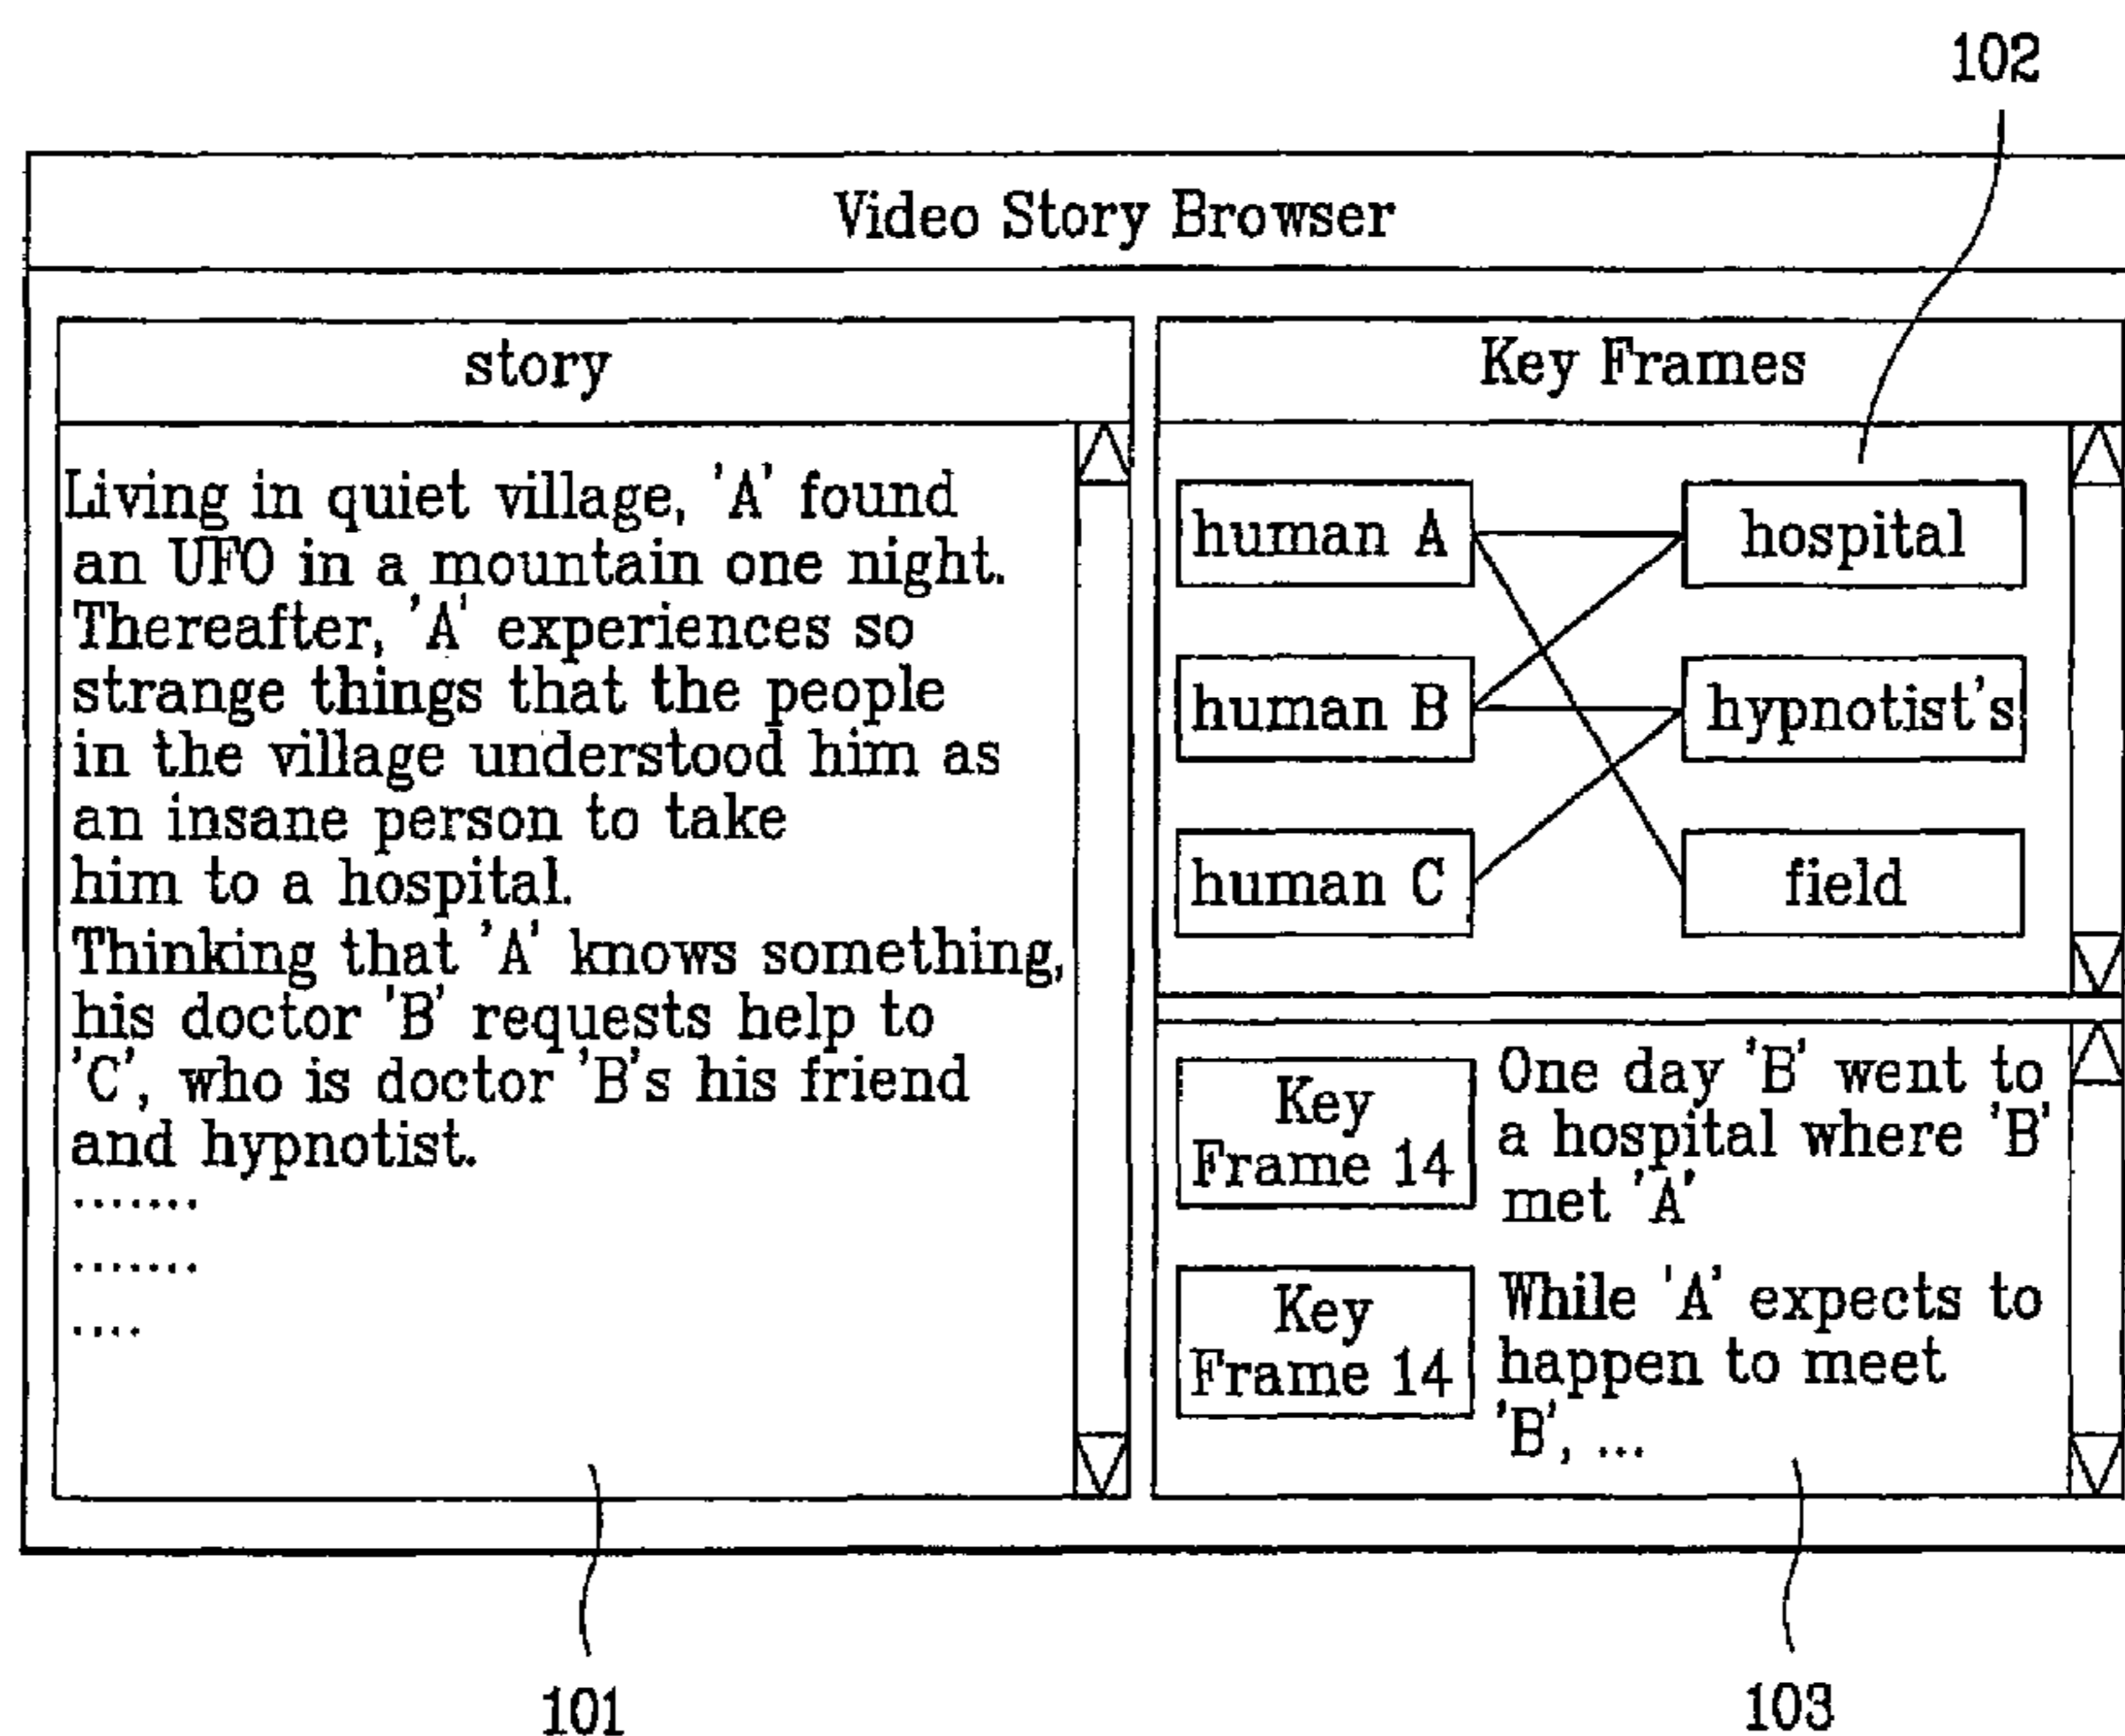 102
Video Story Browser
story
Living in quiet village, 'A' found
an UFO in a mountain one night.
Thereafter, 'A' experiences so
strange things that the people
in the village understood him as
an insane person to take
him to a hospital.
Thinking that 'A' knows something,
his doctor 'B' requests help to
'C', who is doctor 'B's his friend
and hypnotist.
.......
.......
....
Key Frames
human A
hospital
human B
hypnotist's
human C
field
Key
Frame 14
One day 'B' went to
a hospital where 'B'
met 'A'
Key
Frame 14
While 'A' expects to
happen to meet
'B', ...
101
103